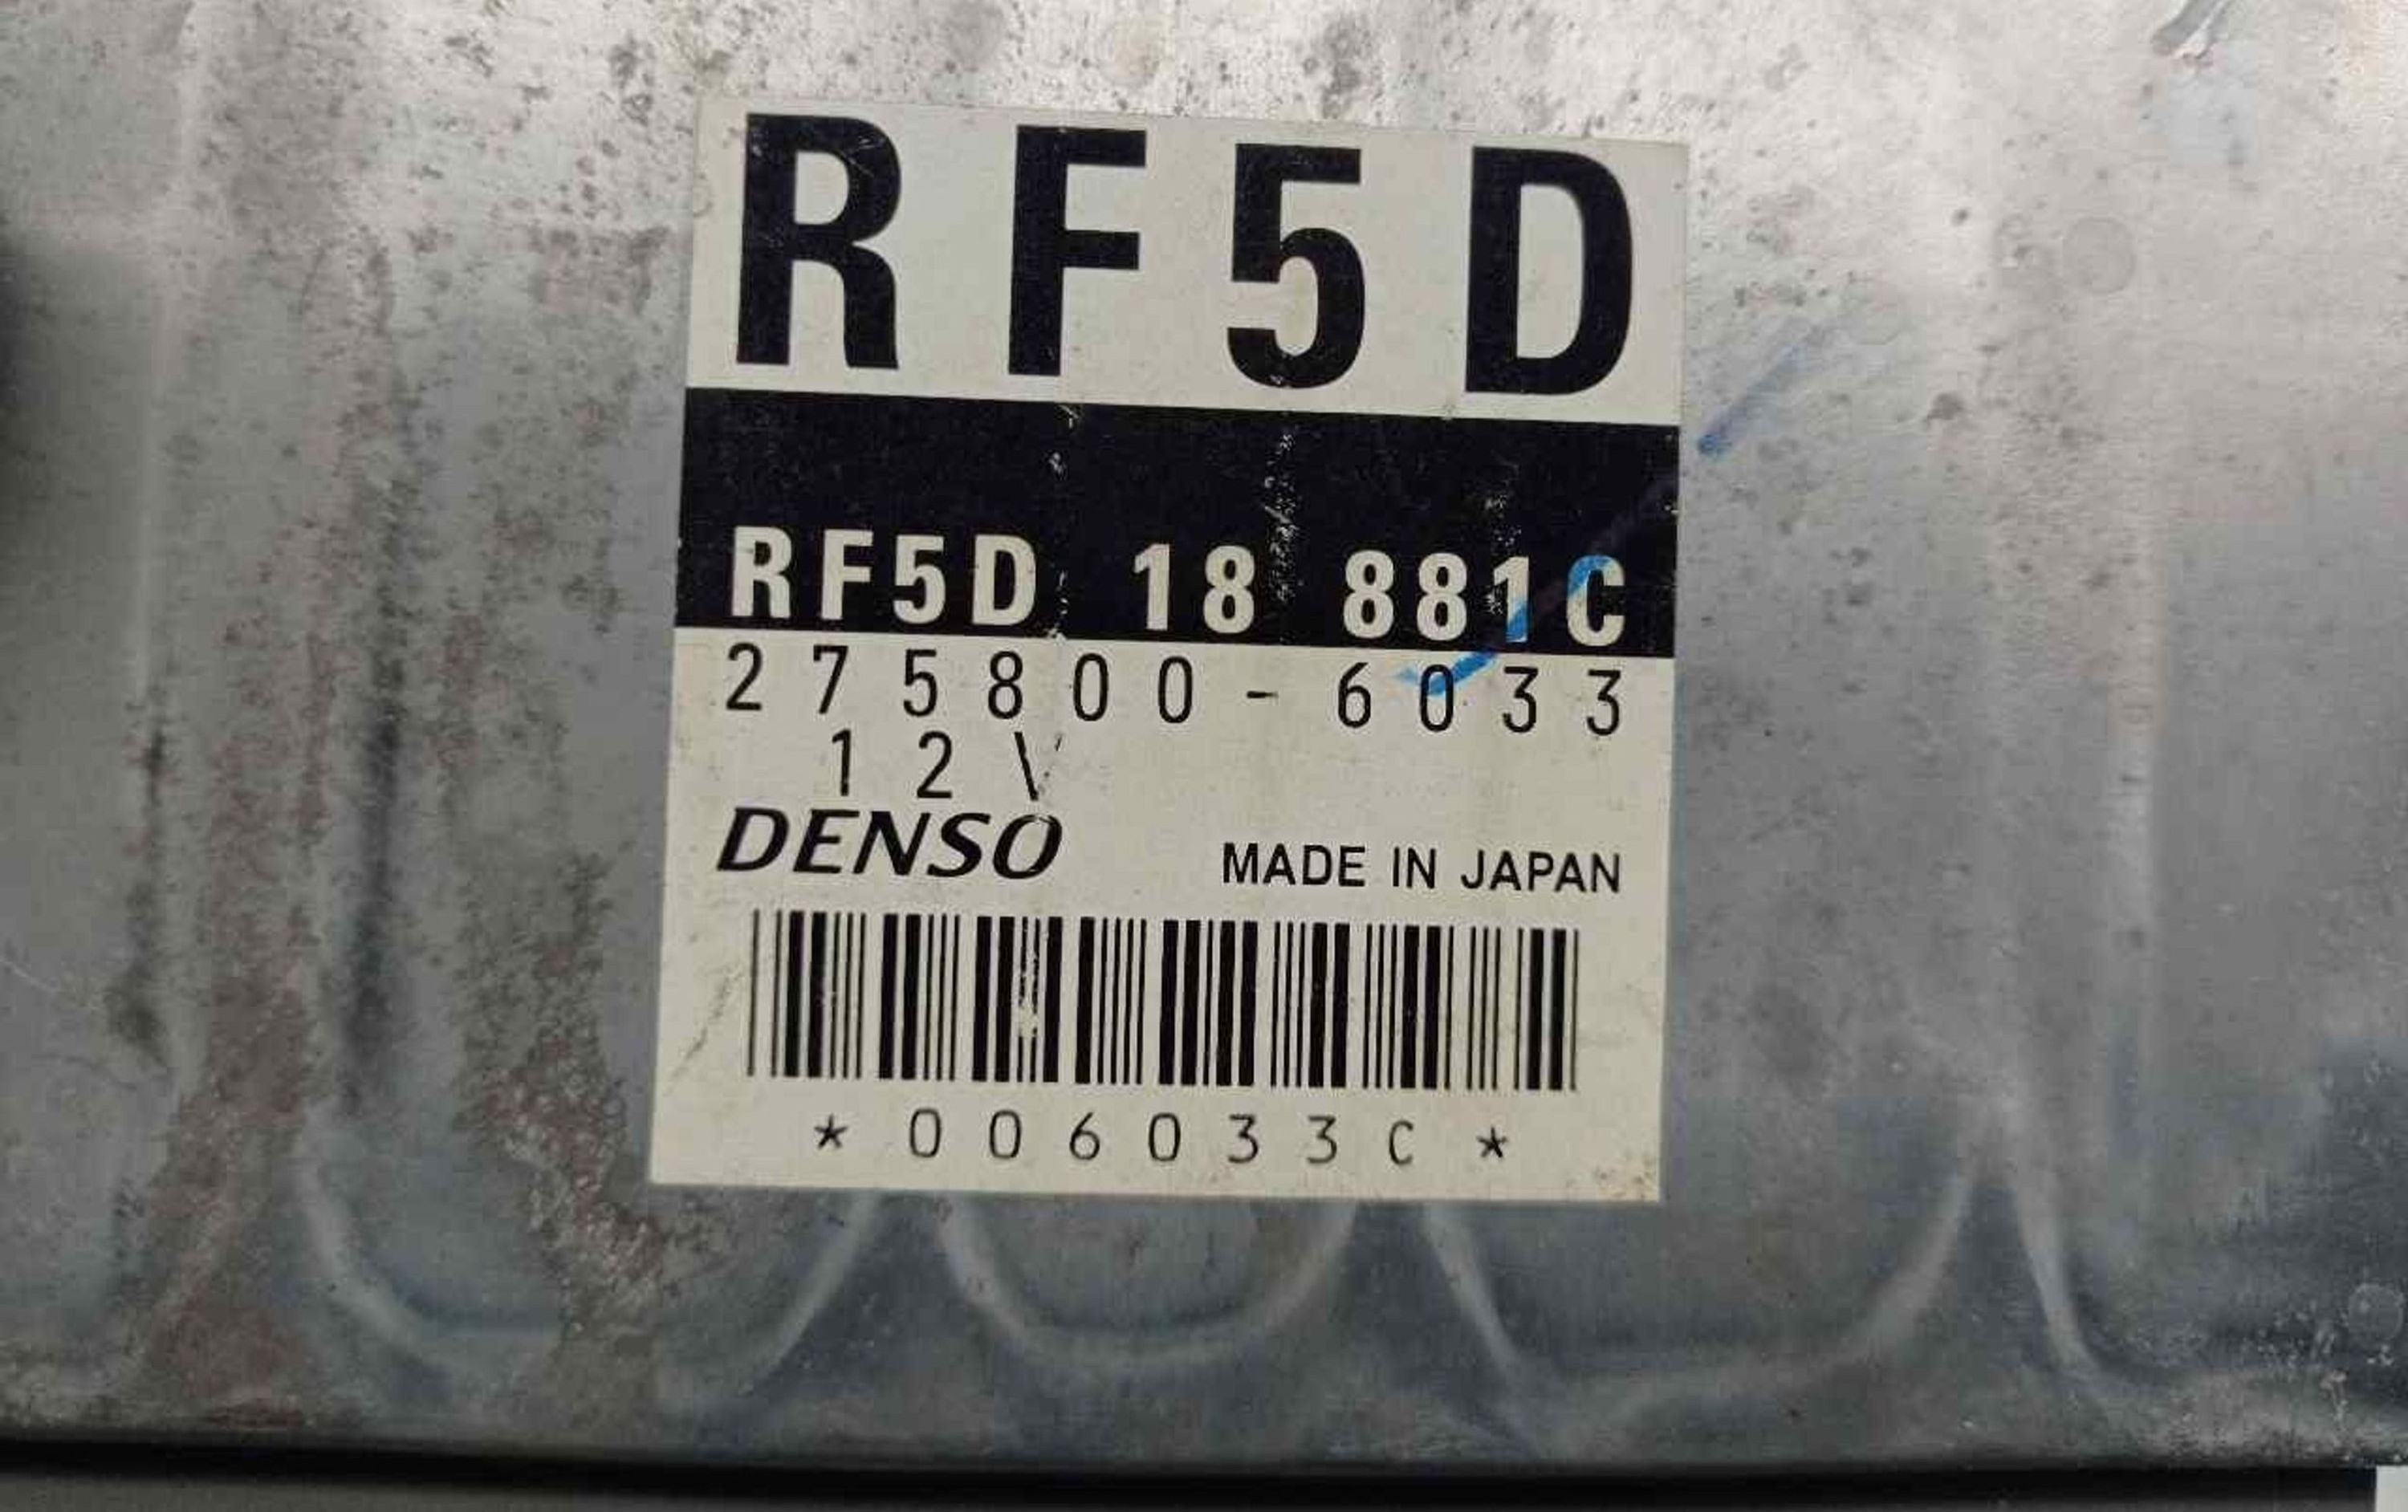 RF5D
RF5D 18 881C
275800-6033
12V
DENSO MADE IN JAPAN
*006033C*